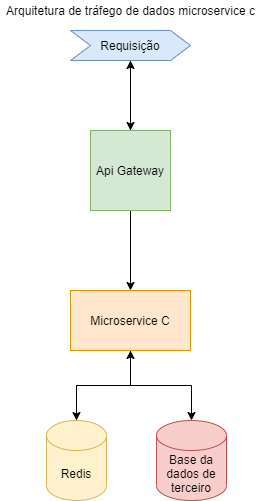 Arquitetura de tráfego de dados microservice c
Requisição
Api Gateway
Microservice C
Redis
Base da
dados de
terceiro